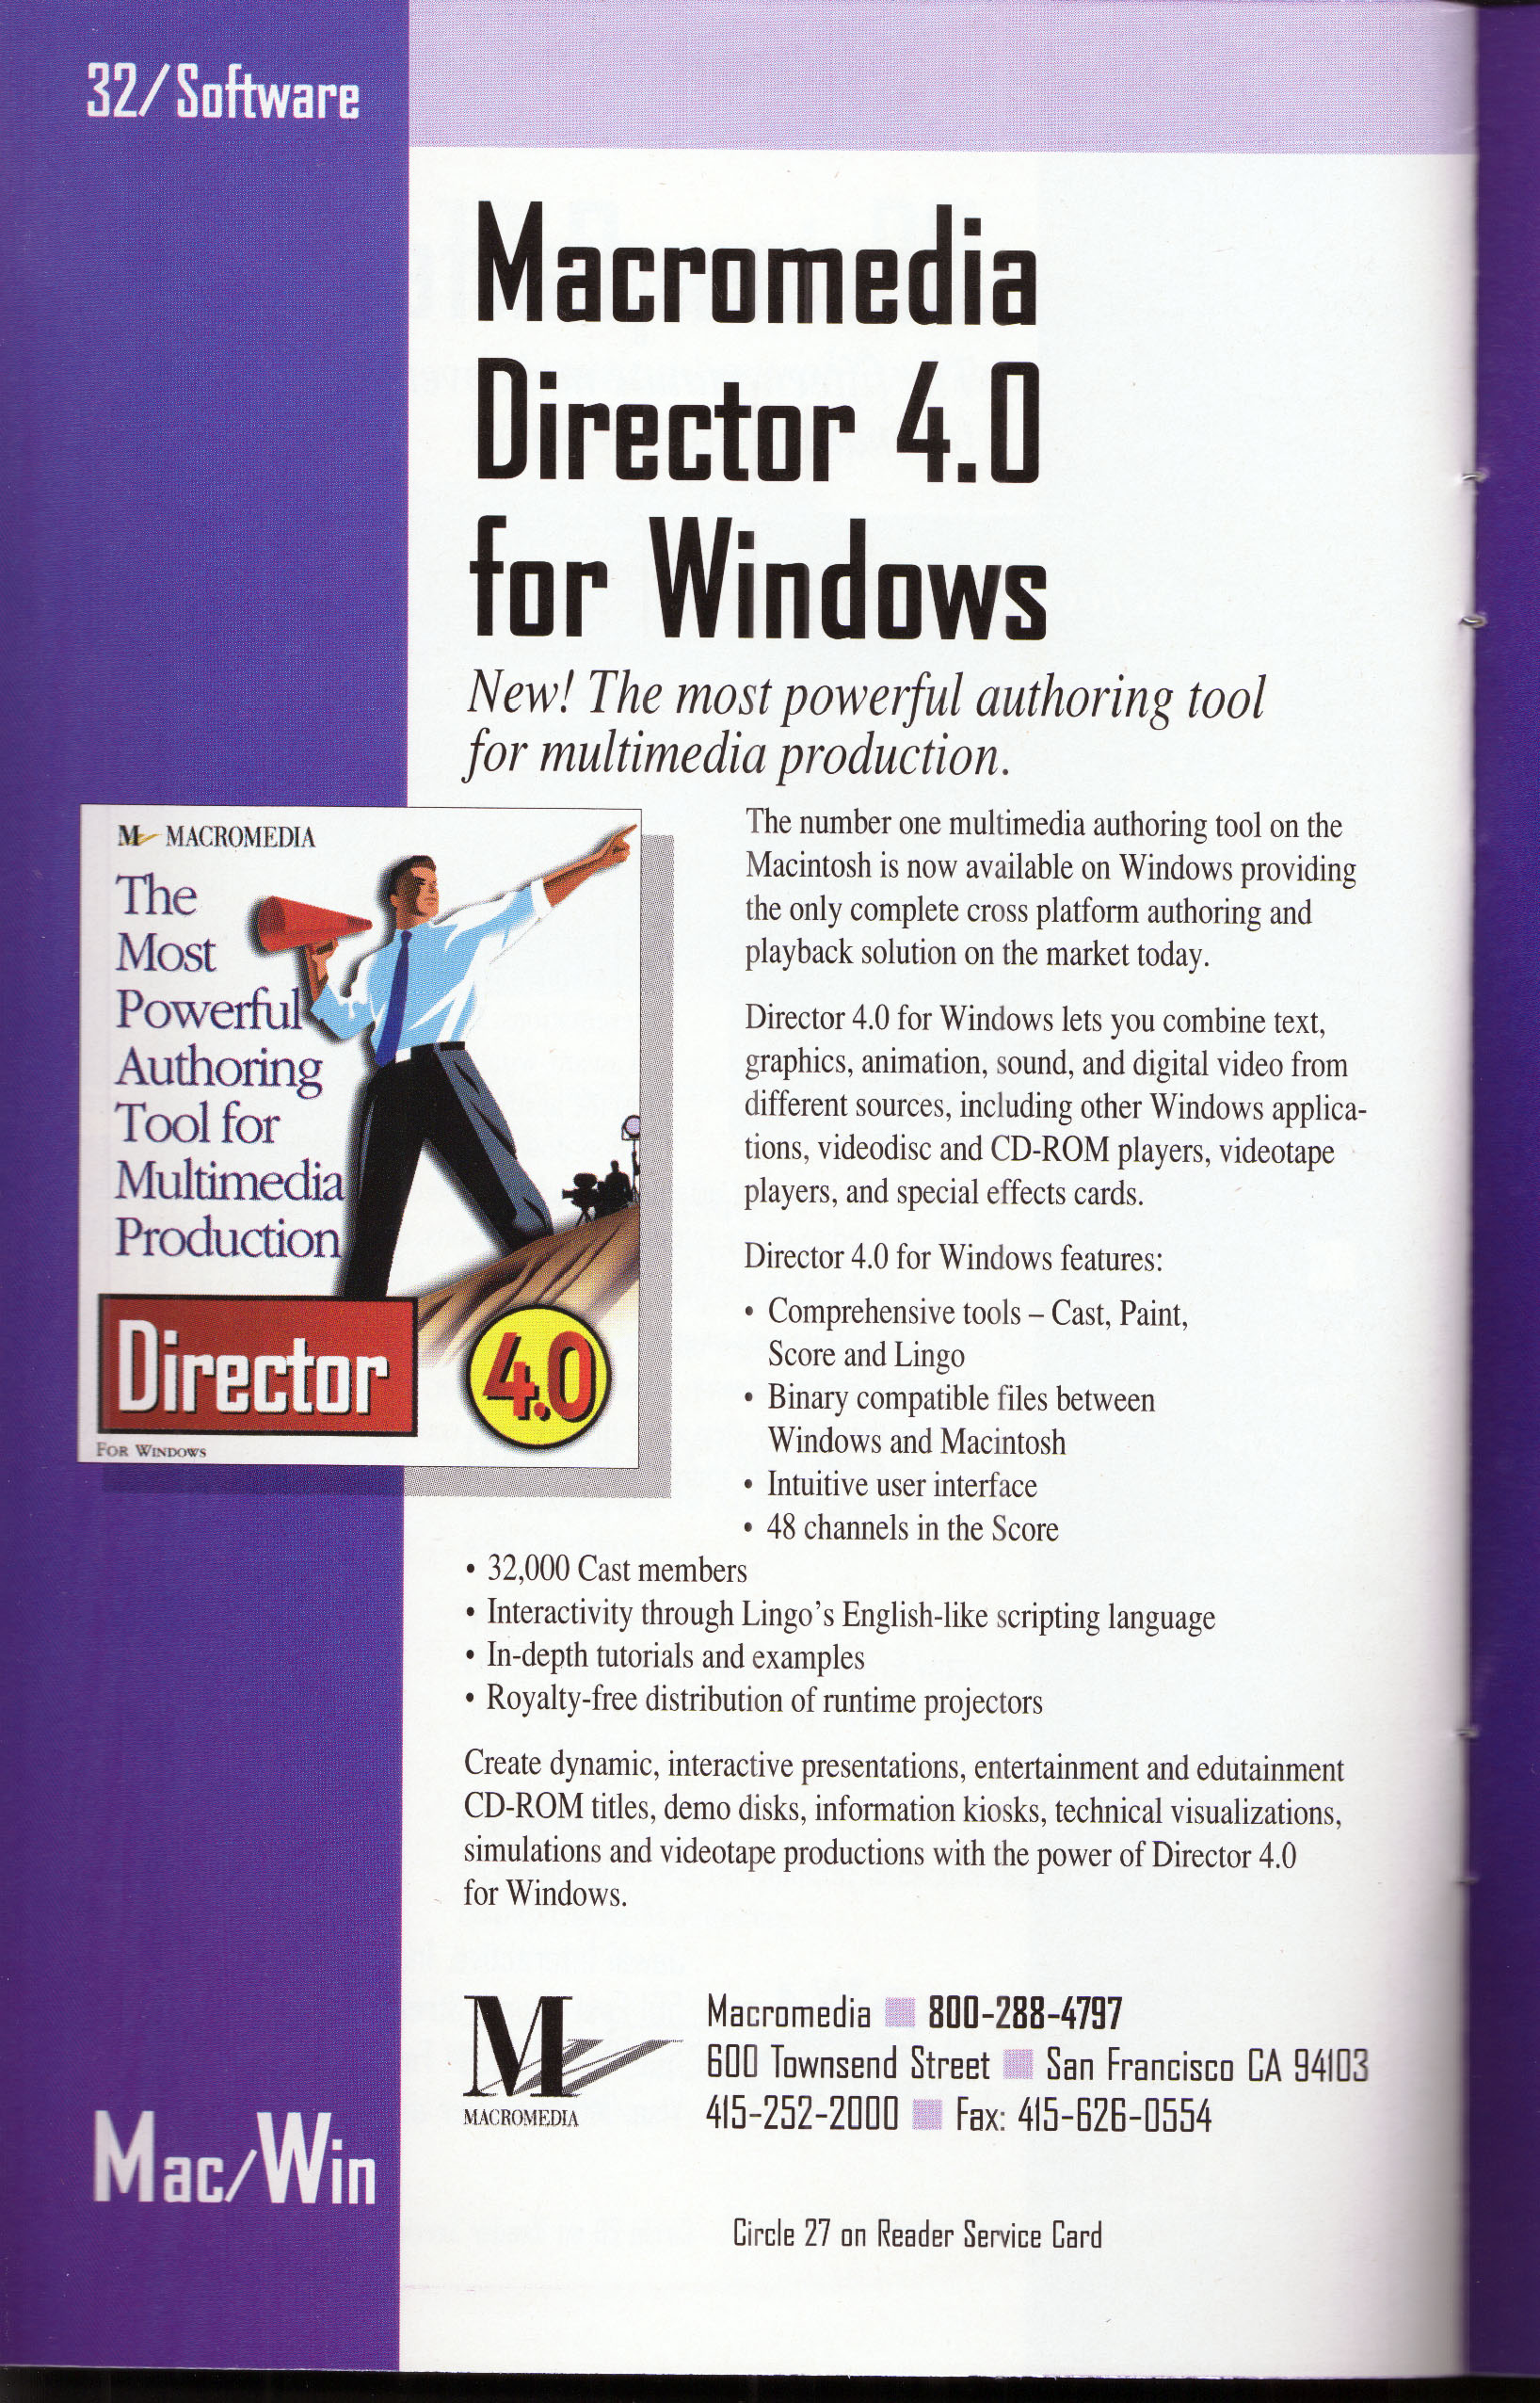 32/Software
Macromedia
Director 4.0
for Windows
New! The most powerful authoring tool
for multimedia production.
M MACROMEDIA
The
Most
Powerful
Authoring
Tool for
Multimedia
Production
Director
4.0
FOR WINDOWS
The number one multimedia authoring tool on the
Macintosh is now available on Windows providing
the only complete cross platform authoring and
playback solution on the market today.
Director 4.0 for Windows lets you combine text,
graphics, animation, sound, and digital video from
different sources, including other Windows applica-
tions, videodisc and CD-ROM players, videotape
players, and special effects cards.
Director 4.0 for Windows features:
• Comprehensive tools – Cast, Paint,
Score and Lingo
• Binary compatible files between
Windows and Macintosh
• Intuitive user interface
• 48 channels in the Score
• 32,000 Cast members
• Interactivity through Lingo's English-like scripting language
• In-depth tutorials and examples
• Royalty-free distribution of runtime projectors
Create dynamic, interactive presentations, entertainment and edutainment
CD-ROM titles, demo disks, information kiosks, technical visualizations,
simulations and videotape productions with the power of Director 4.0
for Windows.
M
MACROMEDIA
Macromedia 800-288-4797
600 Townsend Street San Francisco CA 94103
415-252-2000 Fax: 415-626-0554
Mac/Win
Circle 27 on Reader Service Card